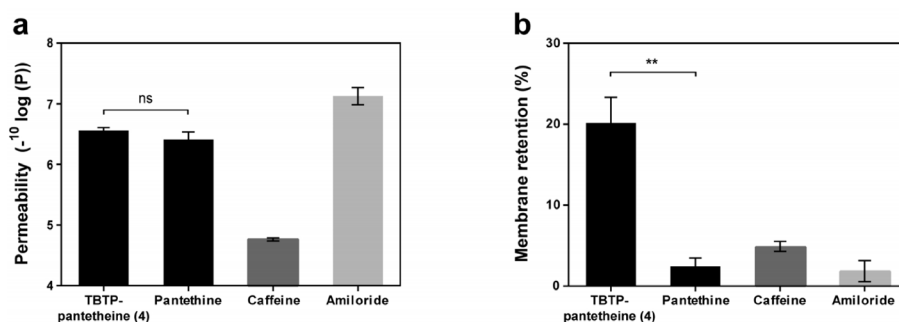 a
Permeability (-¹⁰ log (P))
8
7
6
5
4
ns
TBTP-
pantetheine (4)
Pantethine
Caffeine
Amiloride
b
Membrane retention (%)
30
20
10
0
**
TBTP-
pantetheine (4)
Pantethine
Caffeine
Amiloride